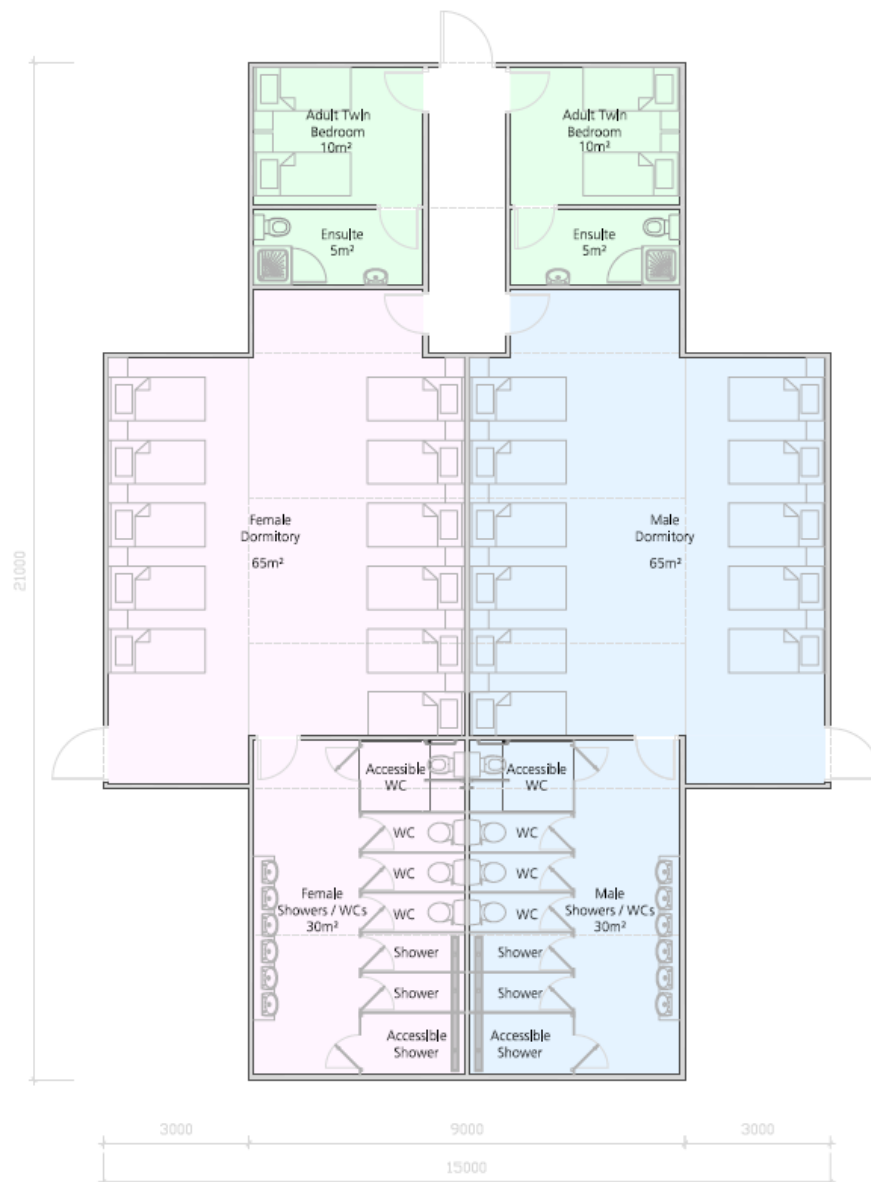 Adult Twin
Bedroom
10m²
Adult Twin
Bedroom
10m²
Ensuite
5m²
Ensuite
5m²
21000
Female
Dormitory
65m²
Male
Dormitory
65m²
Accessible
WC
Accessible
WC
WC
WC
WC
WC
WC
WC
Female
Showers / WCs
30m²
Male
Showers / WCs
30m²
Shower
Shower
Shower
Shower
Accessible
Shower
Accessible
Shower
3000
9000
3000
15000